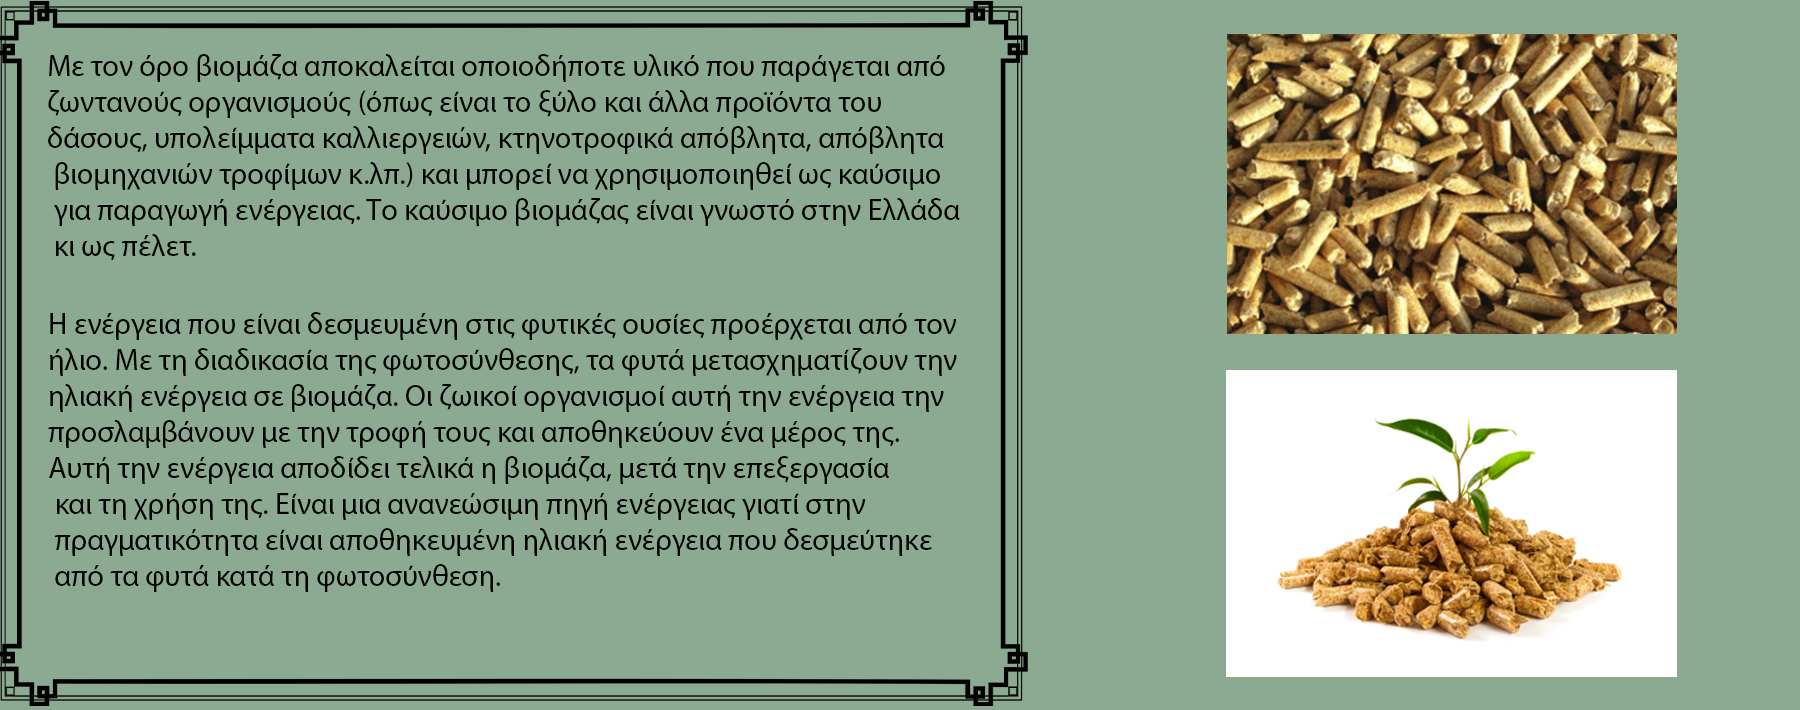 Με τον όρο βιομάζα αποκαλείται οποιοδήποτε υλικό που παράγεται από
ζωντανούς οργανισμούς (όπως είναι το ξύλο και άλλα προϊόντα του
δάσους, υπολείμματα καλλιεργειών, κτηνοτροφικά απόβλητα, απόβλητα
βιομηχανιών τροφίμων κ.λπ.) και μπορεί να χρησιμοποιηθεί ως καύσιμο
για παραγωγή ενέργειας. Το καύσιμο βιομάζας είναι γνωστό στην Ελλάδα
κι ως πέλετ.
Η ενέργεια που είναι δεσμευμένη στις φυτικές ουσίες προέρχεται από τον
ήλιο. Με τη διαδικασία της φωτοσύνθεσης, τα φυτά μετασχηματίζουν την
ηλιακή ενέργεια σε βιομάζα. Οι ζωικοί οργανισμοί αυτή την ενέργεια την
προσλαμβάνουν με την τροφή τους και αποθηκεύουν ένα μέρος της.
Αυτή την ενέργεια αποδίδει τελικά η βιομάζα, μετά την επεξεργασία
και τη χρήση της. Είναι μια ανανεώσιμη πηγή ενέργειας γιατί στην
πραγματικότητα είναι αποθηκευμένη ηλιακή ενέργεια που δεσμεύτηκε
από τα φυτά κατά τη φωτοσύνθεση.